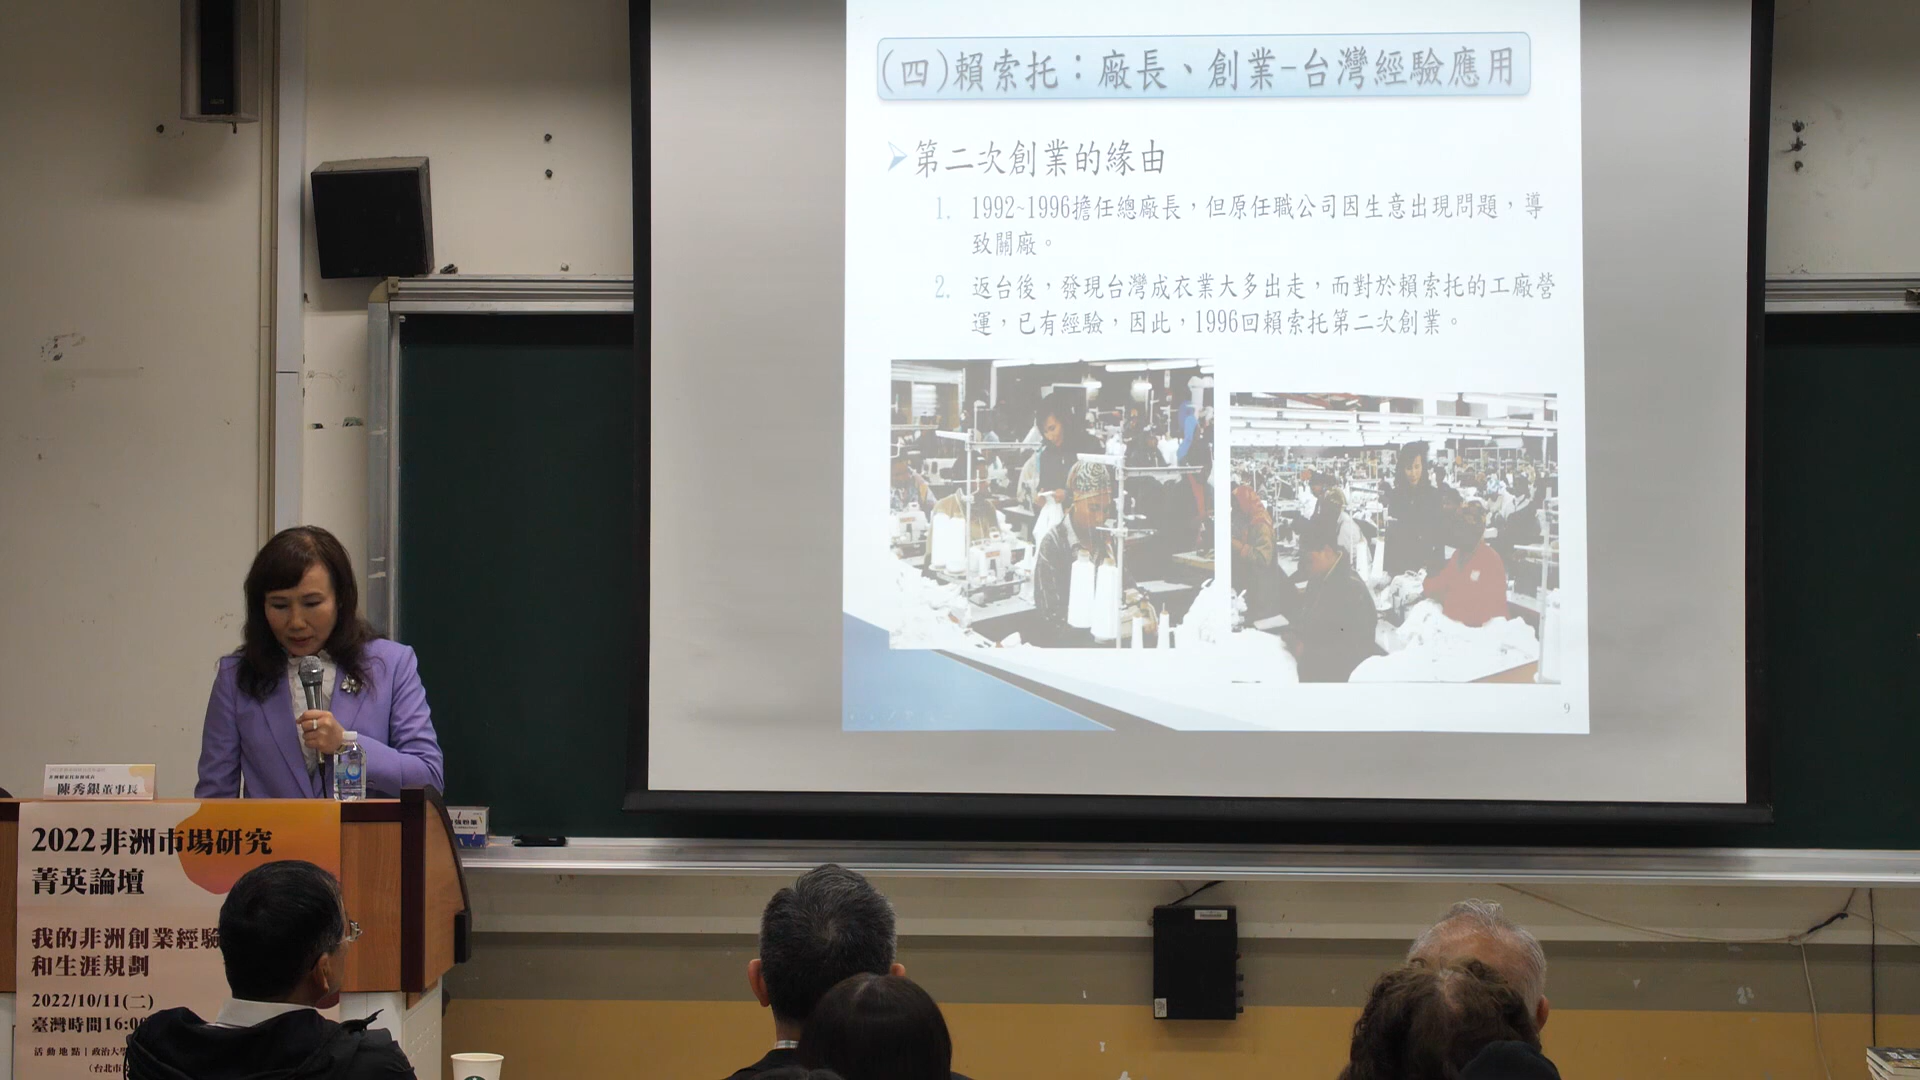 (四)賴索托：廠長、創業-台灣經驗應用
第二次創業的緣由
1. 1992~1996擔任總廠長，但原任職公司因生意出現問題，導
致關廠。
2. 返台後，發現台灣成衣業大多出走，而對於賴索托的工廠營
運，已有經驗，因此，1996回賴索托第二次創業。
9
陳秀銀董事長
2022非洲市場研究
菁英論壇
我的非洲創業經驗
和生涯規劃
2022/10/11(二)
臺灣時間16:00
活動地點｜政治大學
(台北市